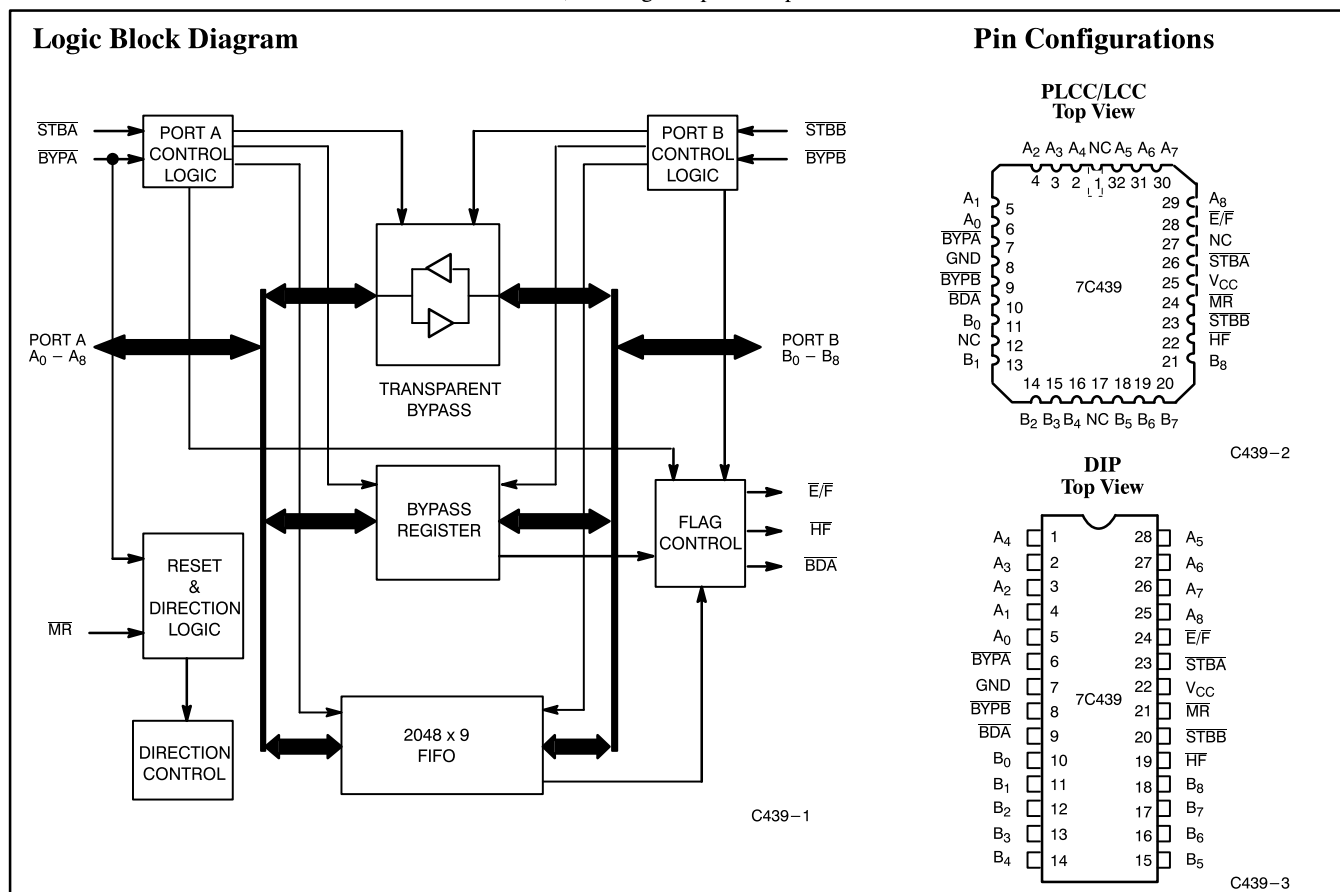 Logic Block Diagram
STBA
BYPA
PORT A
CONTROL
LOGIC
PORT B
CONTROL
LOGIC
STBB
BYPB
PORT A
A0 – A8
PORT B
B0 – B8
TRANSPARENT
BYPASS
BYPASS
REGISTER
FLAG
CONTROL
E/F
HF
BDA
RESET
&
DIRECTION
LOGIC
MR
DIRECTION
CONTROL
2048 x 9
FIFO
C439–1
Pin Configurations
PLCC/LCC
Top View
A2 A3 A4 NC A5 A6 A7
4 3 2 1 32 31 30
A1 5
A0 6
BYPA 7
GND 8
BYPB 9
BDA 10
B0 11
NC 12
B1 13
7C439
29 A8
28 E/F
27 NC
26 STBA
25 VCC
24 MR
23 STBB
22 HF
21 B8
14 15 16 17 18 19 20
B2 B3 B4 NC B5 B6 B7
C439–2
DIP
Top View
A4 1 28 A5
A3 2 27 A6
A2 3 26 A7
A1 4 25 A8
A0 5 24 E/F
BYPA 6 23 STBA
GND 7 22 VCC
7C439
BYPB 8 21 MR
BDA 9 20 STBB
B0 10 19 HF
B1 11 18 B8
B2 12 17 B7
B3 13 16 B6
B4 14 15 B5
C439–3